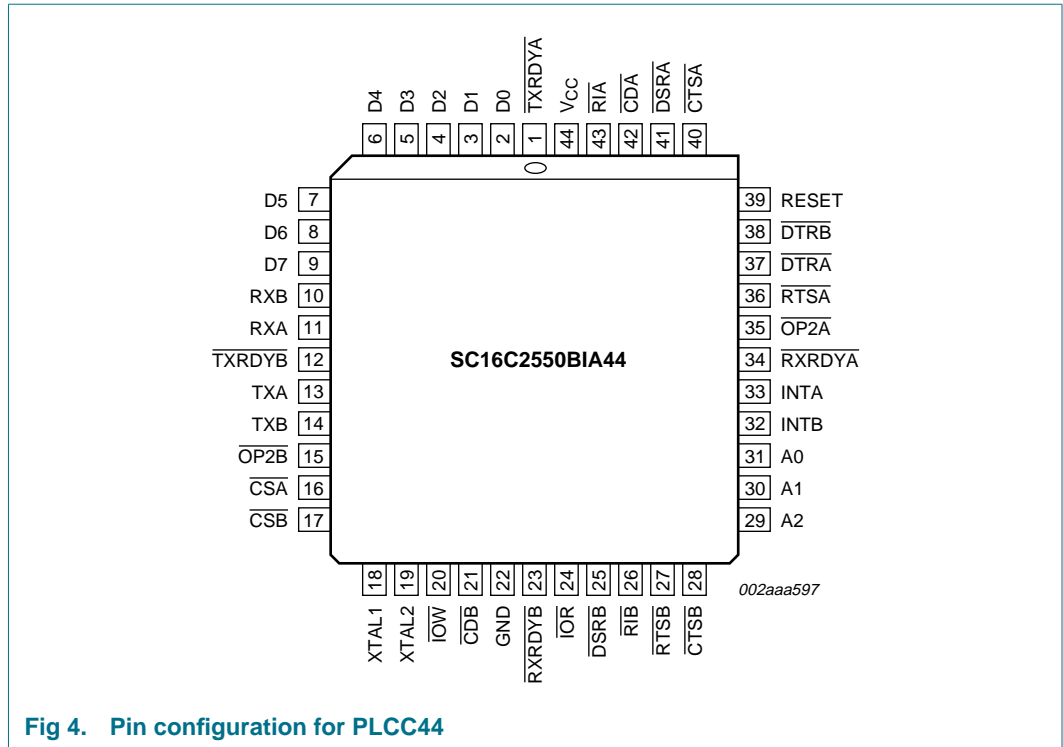 TXRDYA
D4 D3 D2 D1 D0 VCC RIA CDA DSRA CTSA
6 5 4 3 2 1 44 43 42 41 40
D5 7 39 RESET
D6 8 38 DTRB
D7 9 37 DTRA
RXB 10 36 RTSA
RXA 11 35 OP2A
TXRDYB 12 SC16C2550BIA44 34 RXRDYA
TXA 13 33 INTA
TXB 14 32 INTB
OP2B 15 31 A0
CSA 16 30 A1
CSB 17 29 A2
18 19 20 21 22 23 24 25 26 27 28
002aaa597
XTAL1 XTAL2 IOW CDB GND RXRDYB IOR DSRB RIB RTSB CTSB
Fig 4. Pin configuration for PLCC44